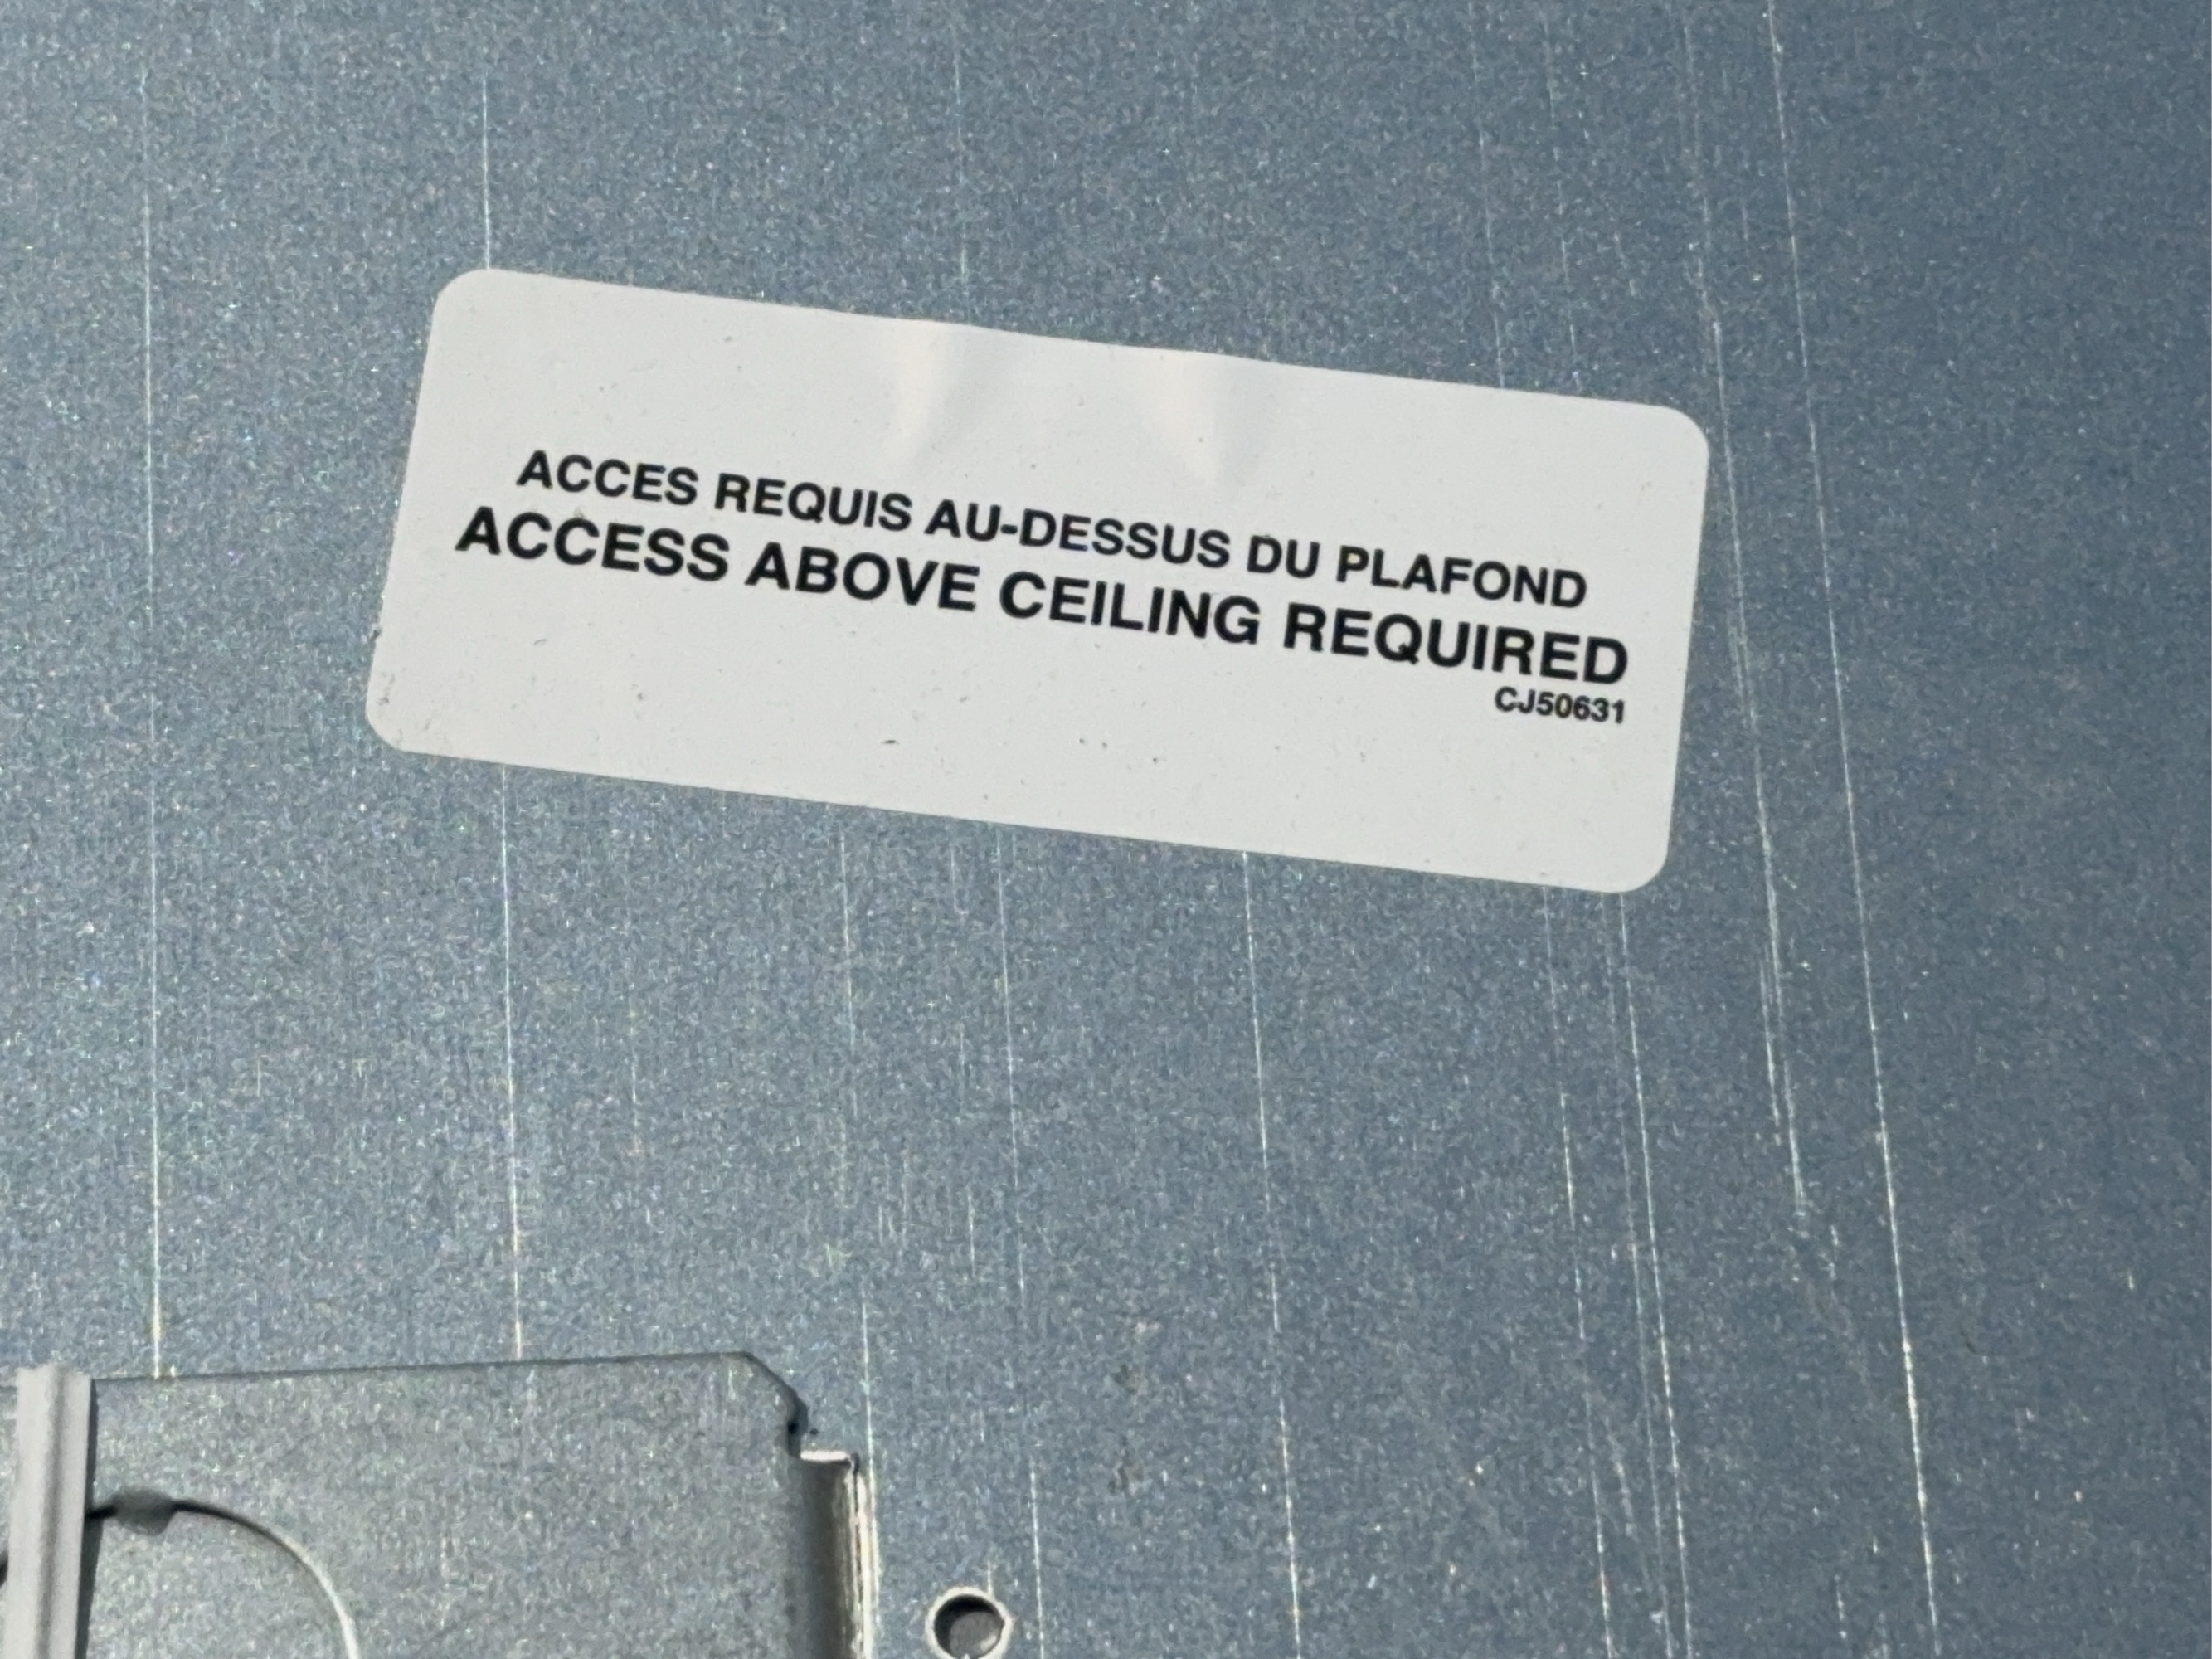 ACCES REQUIS AU-DESSUS DU PLAFOND
ACCESS ABOVE CEILING REQUIRED
CJ50631